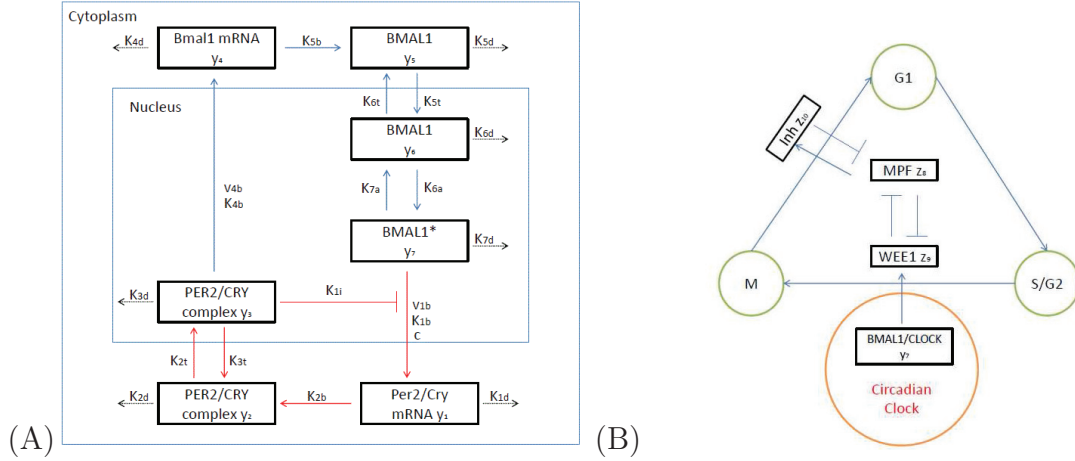 Cytoplasm
K4d
Bmal1 mRNA
y₄
K5b
BMAL1
y₅
K5d
Nucleus
K6t
K5t
BMAL1
y₆
K6d
K7a
K6a
V4b
K4b
BMAL1*
y₇
K7d
K3d
PER2/CRY
complex y₃
K1i
V1b
K1b
c
K2t
K3t
K2d
PER2/CRY
complex y₂
K2b
Per2/Cry
mRNA y₁
K1d
(A)
G1
Inh z₁₀
MPF z₈
WEE1 z₉
M
S/G2
BMAL1/CLOCK
y₇
Circadian
Clock
(B)